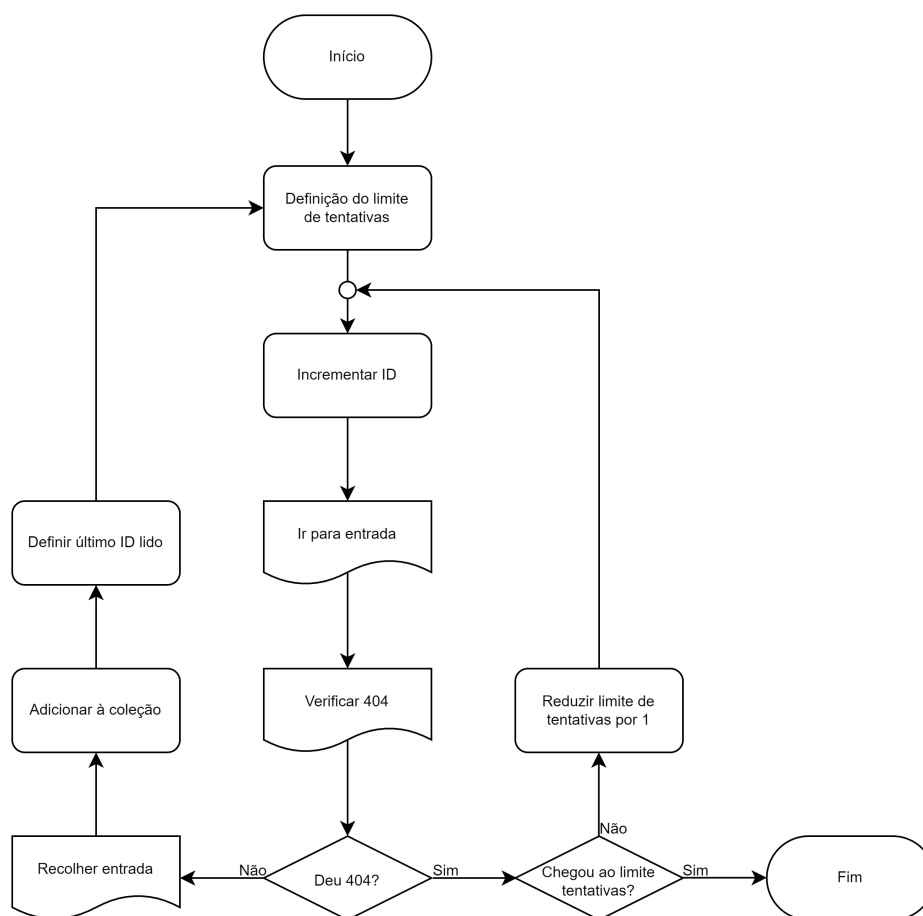 Início
Definição do limite
de tentativas
Incrementar ID
Ir para entrada
Definir último ID lido
Verificar 404
Adicionar à coleção
Reduzir limite de
tentativas por 1
Não
Recolher entrada
Não
Deu 404?
Sim
Chegou ao limite
tentativas?
Sim
Fim